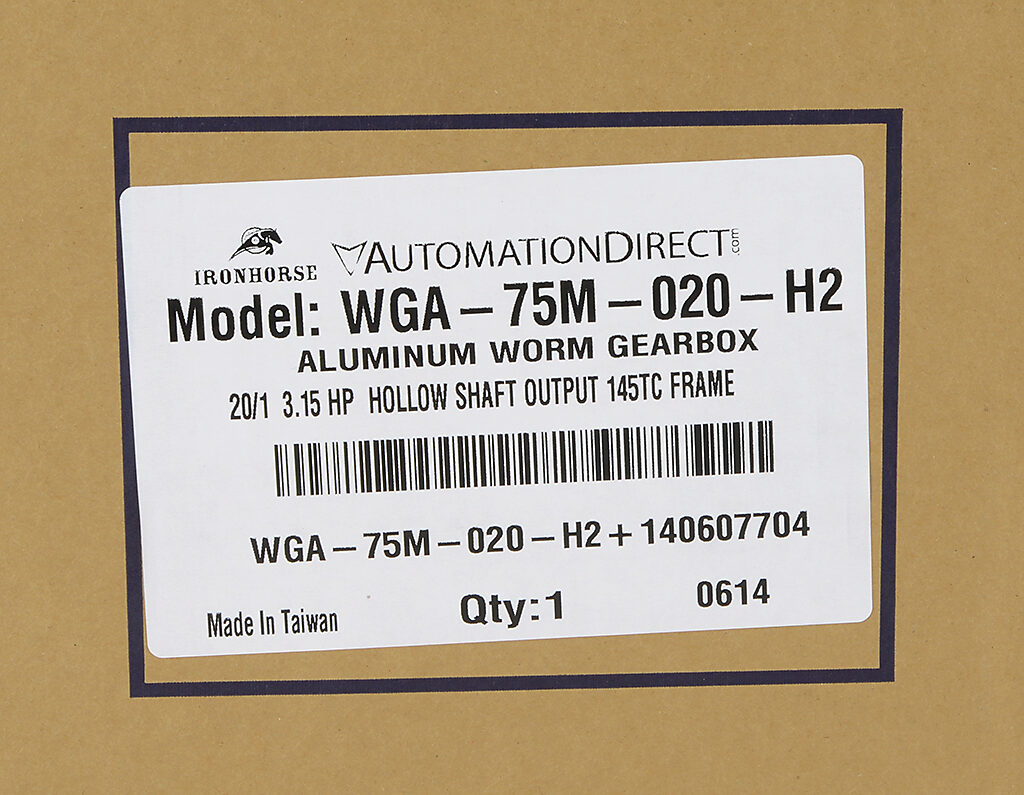 IRONHORSE AUTOMATIONDIRECT.com
Model: WGA-75M-020-H2
ALUMINUM WORM GEARBOX
20/1 3.15 HP HOLLOW SHAFT OUTPUT 145TC FRAME
WGA-75M-020-H2+140607704
Made In Taiwan Qty:1 0614